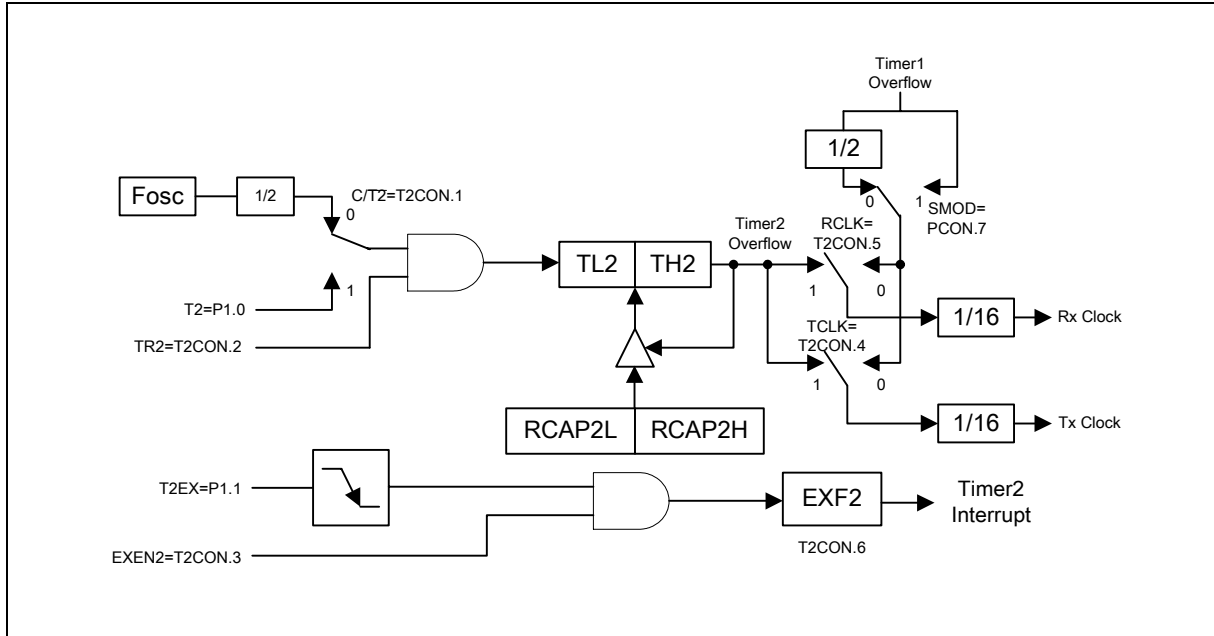 Timer1
Overflow
1/2
Fosc
1/2
C/T2=T2CON.1
0
0
1
SMOD=
PCON.7
Timer2
Overflow
RCLK=
T2CON.5
TL2
TH2
1
0
T2=P1.0
1
TR2=T2CON.2
1/16
Rx Clock
TCLK=
T2CON.4
1
0
RCAP2L
RCAP2H
1/16
Tx Clock
T2EX=P1.1
EXF2
Timer2
Interrupt
EXEN2=T2CON.3
T2CON.6